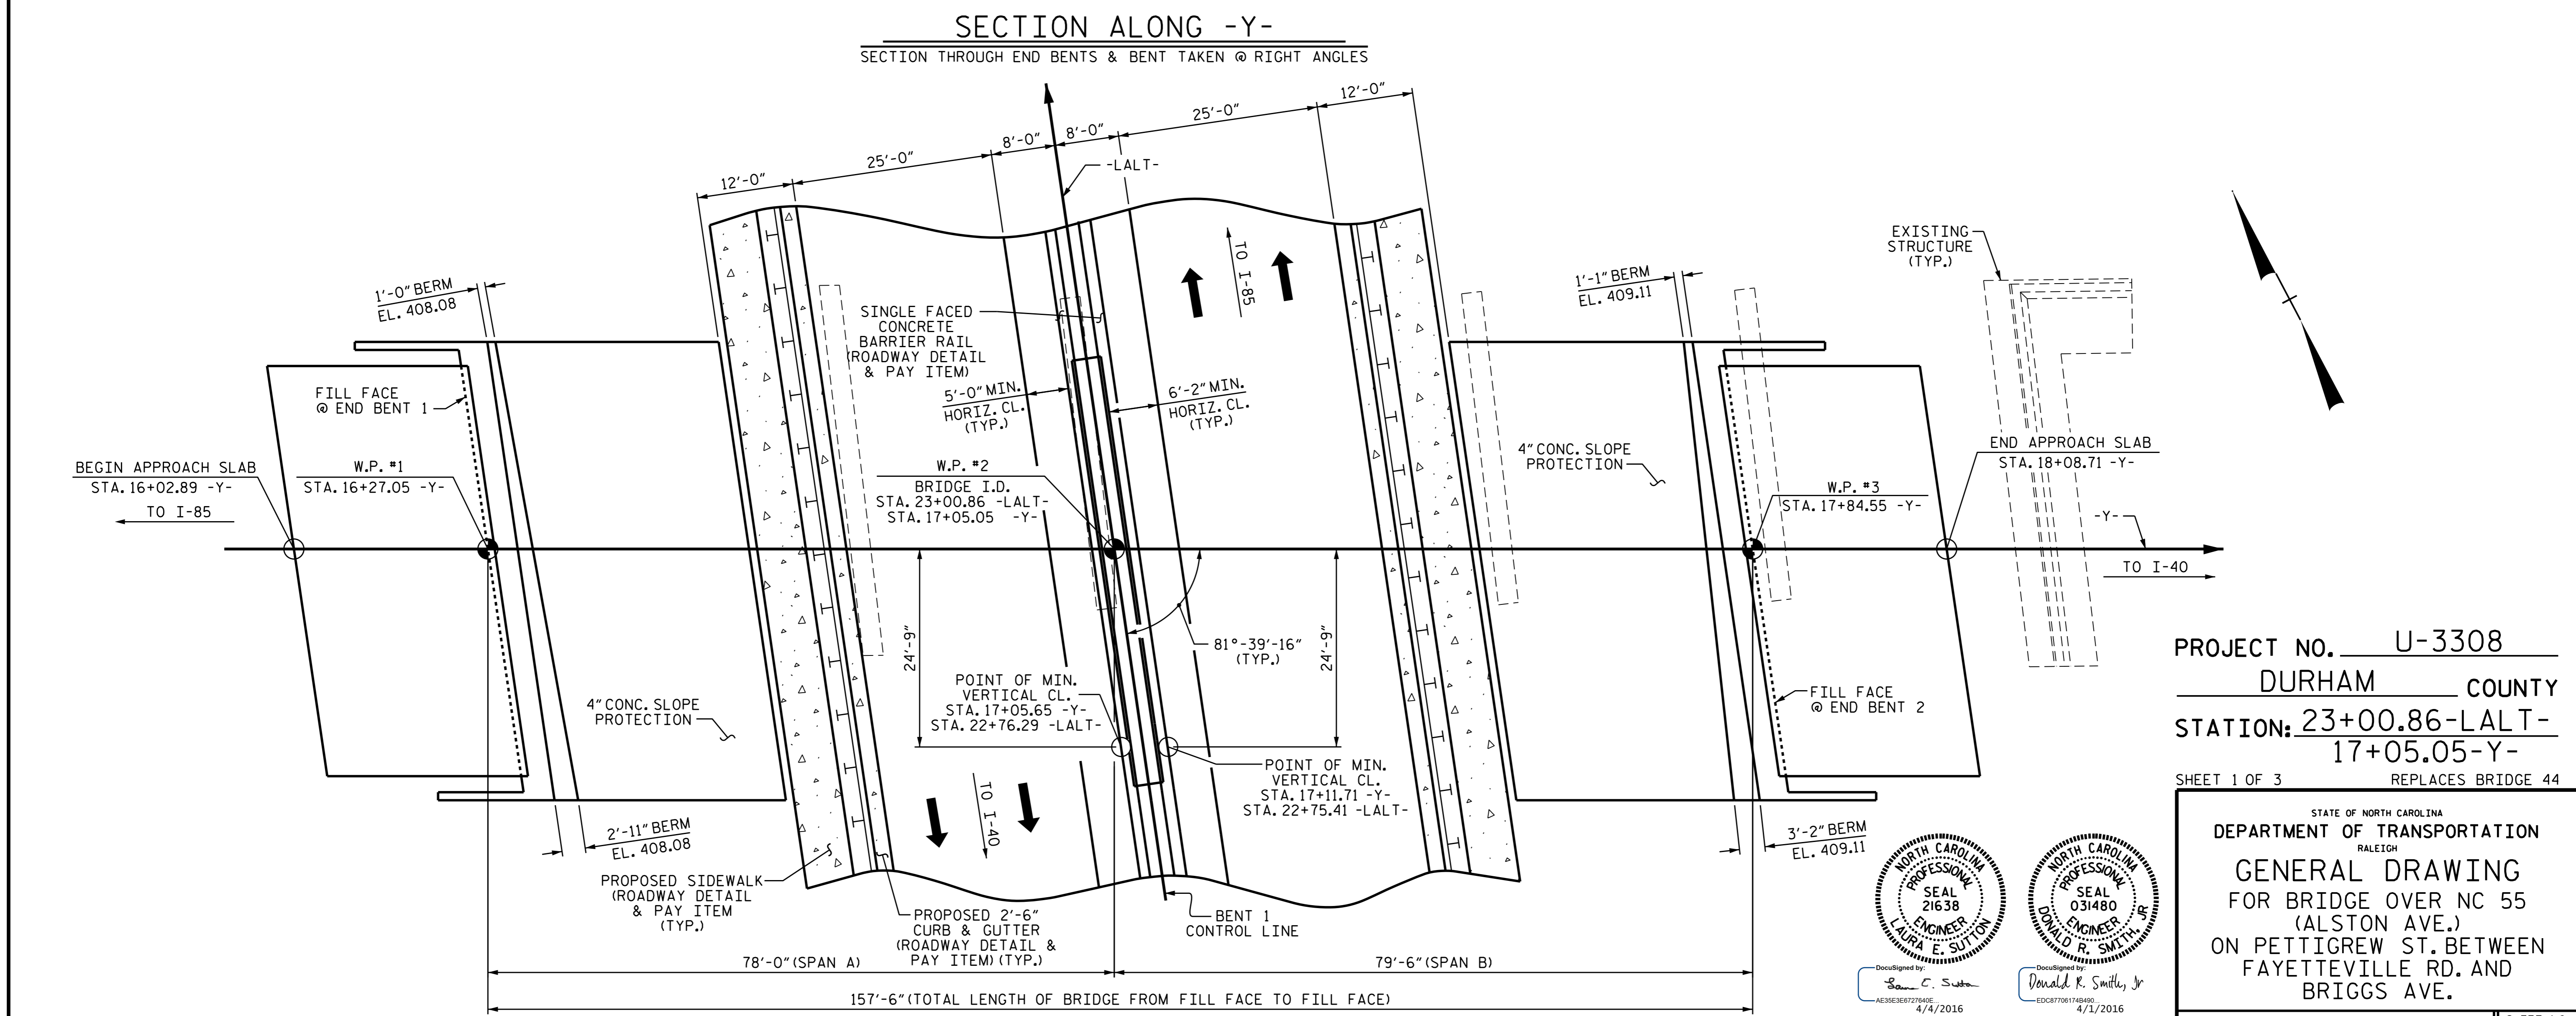 SECTION ALONG -Y-
SECTION THROUGH END BENTS & BENT TAKEN @ RIGHT ANGLES
12'-0"
25'-0"
8'-0"
8'-0"
25'-0"
12'-0"
-LALT-
1'-0" BERM
EL. 408.08
SINGLE FACED
CONCRETE
BARRIER RAIL
(ROADWAY DETAIL
& PAY ITEM)
TO I-85
1'-1" BERM
EL. 409.11
EXISTING
STRUCTURE
(TYP.)
FILL FACE
@ END BENT 1
5'-0" MIN.
HORIZ. CL.
(TYP.)
6'-2" MIN.
HORIZ. CL.
(TYP.)
BEGIN APPROACH SLAB
STA. 16+02.89 -Y-
TO I-85
W.P. #1
STA. 16+27.05 -Y-
W.P. #2
BRIDGE I.D.
STA. 23+00.86 -LALT-
STA. 17+05.05 -Y-
4" CONC. SLOPE
PROTECTION
W.P. #3
STA. 17+84.55 -Y-
END APPROACH SLAB
STA. 18+08.71 -Y-
-Y-
TO I-40
24'-9"
81°-39'-16"
(TYP.)
24'-9"
4" CONC. SLOPE
PROTECTION
POINT OF MIN.
VERTICAL CL.
STA. 17+05.65 -Y-
STA. 22+76.29 -LALT-
POINT OF MIN.
VERTICAL CL.
STA. 17+11.71 -Y-
STA. 22+75.41 -LALT-
FILL FACE
@ END BENT 2
TO I-40
2'-11" BERM
EL. 408.08
3'-2" BERM
EL. 409.11
PROPOSED SIDEWALK
(ROADWAY DETAIL
& PAY ITEM
(TYP.)
PROPOSED 2'-6"
CURB & GUTTER
(ROADWAY DETAIL &
PAY ITEM) (TYP.)
BENT 1
CONTROL LINE
78'-0" (SPAN A)
79'-6" (SPAN B)
157'-6" (TOTAL LENGTH OF BRIDGE FROM FILL FACE TO FILL FACE)
PROJECT NO. U-3308
DURHAM COUNTY
STATION: 23+00.86-LALT-
17+05.05-Y-
SHEET 1 OF 3 REPLACES BRIDGE 44
STATE OF NORTH CAROLINA
DEPARTMENT OF TRANSPORTATION
RALEIGH
GENERAL DRAWING
FOR BRIDGE OVER NC 55
(ALSTON AVE.)
ON PETTIGREW ST. BETWEEN
FAYETTEVILLE RD. AND
BRIGGS AVE.
NORTH CAROLINA
PROFESSIONAL
SEAL
21638
ENGINEER
LAURA E. SUTTON
DocuSigned by:
AE35E3E6727640E...
4/4/2016
NORTH CAROLINA
PROFESSIONAL
SEAL
031480
ENGINEER
DONALD R. SMITH, JR
DocuSigned by:
Donald R. Smith, Jr
EDC87706174B490...
4/1/2016